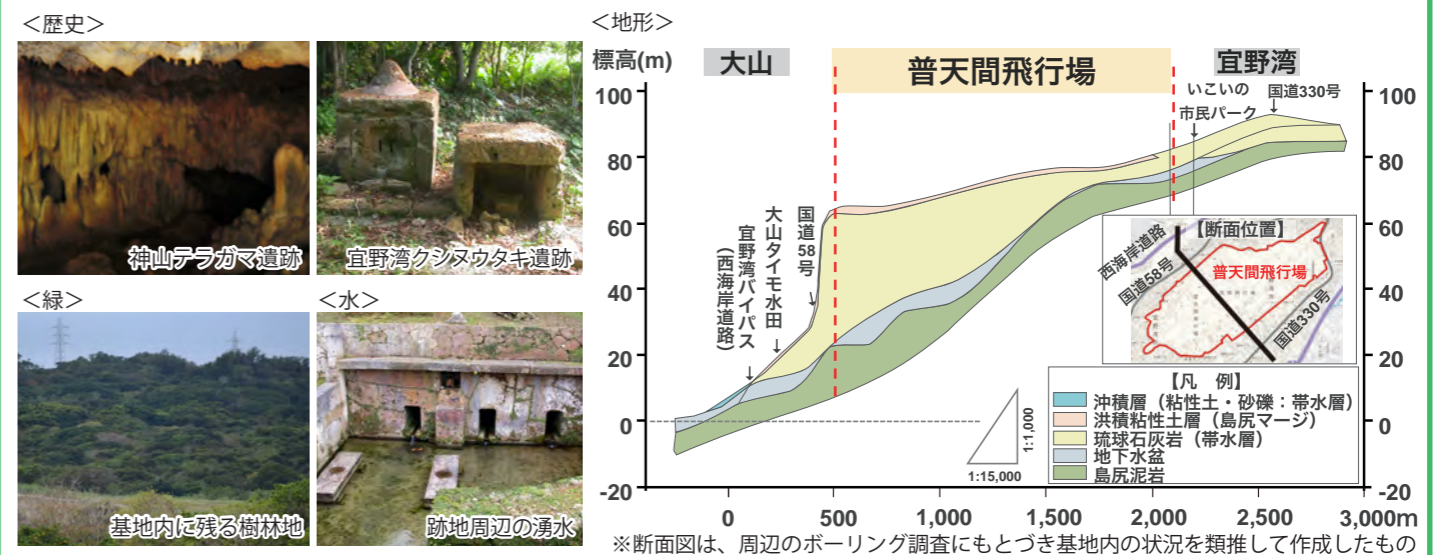 ＜歴史＞
神山テラガマ遺跡
宜野湾クシヌウタキ遺跡
＜緑＞
基地内に残る樹林地
＜水＞
跡地周辺の湧水
＜地形＞
標高(m)
大山
普天間飛行場
宜野湾
いこいの
市民パーク
国道330号
100
80
60
40
20
0
-20
100
80
60
40
20
0
-20
国道58号
大山タイモ水田
宜野湾バイパス
（西海岸道路）
【断面位置】
西海岸道路
国道58号
普天間飛行場
国道330号
1:1,000
1:15,000
【凡　例】
沖積層（粘性土・砂礫：帯水層）
洪積粘性土層（島尻マージ）
琉球石灰岩（帯水層）
地下水盆
島尻泥岩
0
500
1,000
1,500
2,000
2,500
3,000m
※断面図は、周辺のボーリング調査にもとづき基地内の状況を類推して作成したもの